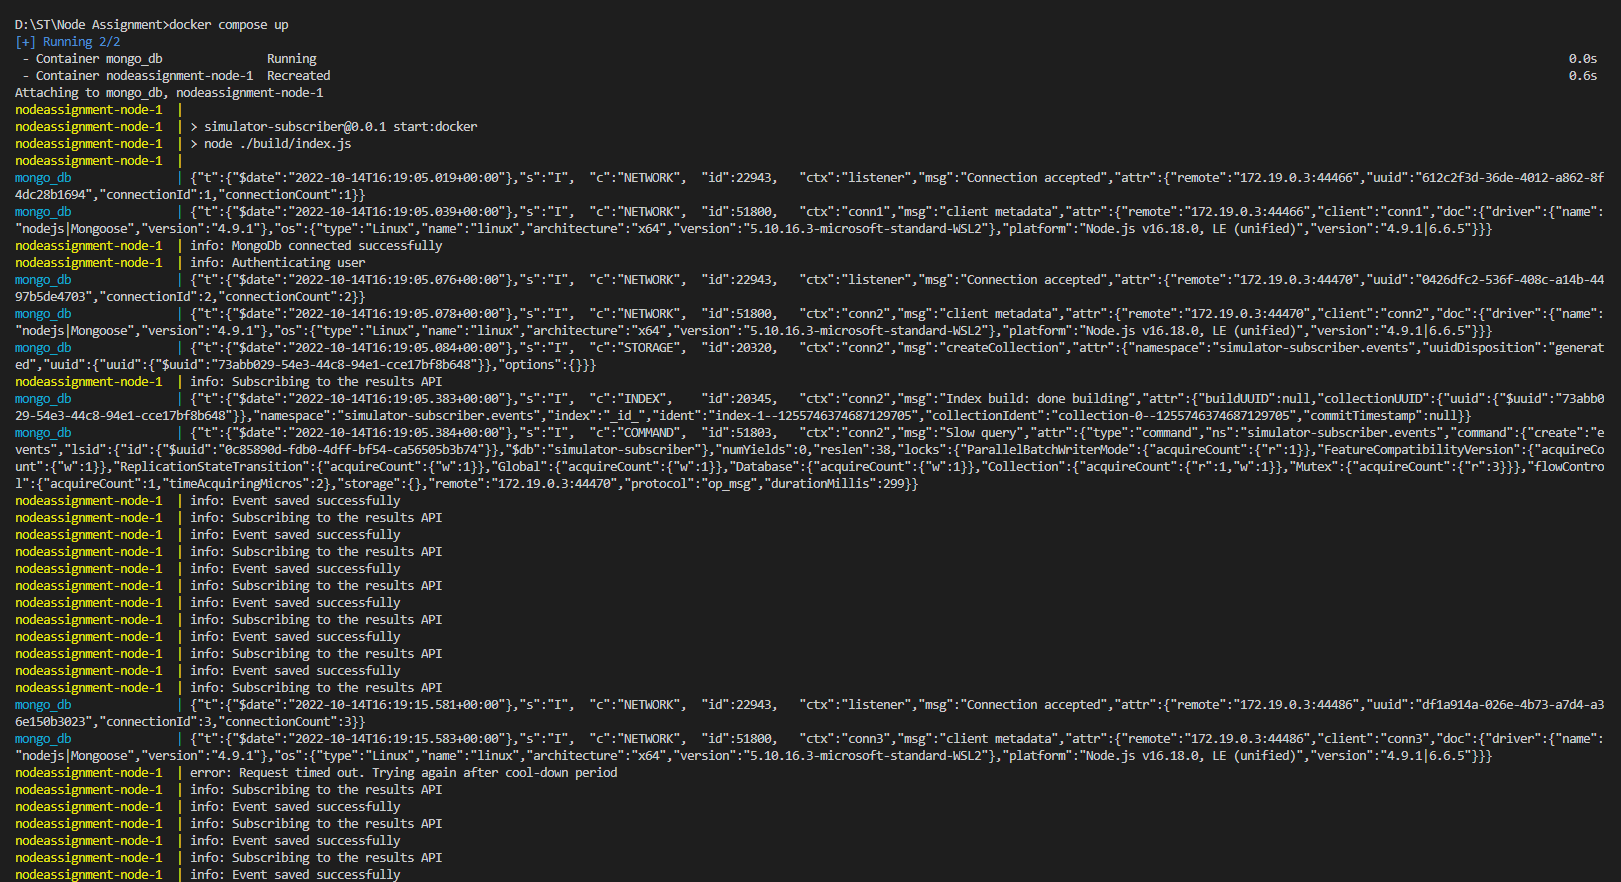 D:\ST\Node Assignment>docker compose up
[+] Running 2/2
 - Container mongo_db               Running                                                                 0.0s
 - Container nodeassignment-node-1  Recreated                                                               0.6s
Attaching to mongo_db, nodeassignment-node-1
nodeassignment-node-1  |
nodeassignment-node-1  | > simulator-subscriber@0.0.1 start:docker
nodeassignment-node-1  | > node ./build/index.js
nodeassignment-node-1  |
mongo_db               | {"t":{"$date":"2022-10-14T16:19:05.019+00:00"},"s":"I",  "c":"NETWORK",  "id":22943,   "ctx":"listener","msg":"Connection accepted","attr":{"remote":"172.19.0.3:44466","uuid":"612c2f3d-36de-4012-a862-8f
4dc28b1694","connectionId":1,"connectionCount":1}}
mongo_db               | {"t":{"$date":"2022-10-14T16:19:05.039+00:00"},"s":"I",  "c":"NETWORK",  "id":51800,   "ctx":"conn1","msg":"client metadata","attr":{"remote":"172.19.0.3:44466","client":"conn1","doc":{"driver":{"name":
"nodejs|Mongoose","version":"4.9.1"},"os":{"type":"Linux","name":"linux","architecture":"x64","version":"5.10.16.3-microsoft-standard-WSL2"},"platform":"Node.js v16.18.0, LE (unified)","version":"4.9.1|6.6.5"}}}
nodeassignment-node-1  | info: MongoDb connected successfully
nodeassignment-node-1  | info: Authenticating user
mongo_db               | {"t":{"$date":"2022-10-14T16:19:05.076+00:00"},"s":"I",  "c":"NETWORK",  "id":22943,   "ctx":"listener","msg":"Connection accepted","attr":{"remote":"172.19.0.3:44470","uuid":"0426dfc2-536f-408c-a14b-44
97b5de4703","connectionId":2,"connectionCount":2}}
mongo_db               | {"t":{"$date":"2022-10-14T16:19:05.078+00:00"},"s":"I",  "c":"NETWORK",  "id":51800,   "ctx":"conn2","msg":"client metadata","attr":{"remote":"172.19.0.3:44470","client":"conn2","doc":{"driver":{"name":
"nodejs|Mongoose","version":"4.9.1"},"os":{"type":"Linux","name":"linux","architecture":"x64","version":"5.10.16.3-microsoft-standard-WSL2"},"platform":"Node.js v16.18.0, LE (unified)","version":"4.9.1|6.6.5"}}}
mongo_db               | {"t":{"$date":"2022-10-14T16:19:05.084+00:00"},"s":"I",  "c":"STORAGE",  "id":20320,   "ctx":"conn2","msg":"createCollection","attr":{"namespace":"simulator-subscriber.events","uuidDisposition":"generat
ed","uuid":{"uuid":{"$uuid":"73abb029-54e3-44c8-94e1-cce17bf8b648"}},"options":{}}}
nodeassignment-node-1  | info: Subscribing to the results API
mongo_db               | {"t":{"$date":"2022-10-14T16:19:05.383+00:00"},"s":"I",  "c":"INDEX",    "id":20345,   "ctx":"conn2","msg":"Index build: done building","attr":{"buildUUID":null,"collectionUUID":{"uuid":{"$uuid":"73abb0
29-54e3-44c8-94e1-cce17bf8b648"}},"namespace":"simulator-subscriber.events","index":"_id_","ident":"index-1--1255746374687129705","collectionIdent":"collection-0--1255746374687129705","commitTimestamp":null}}
mongo_db               | {"t":{"$date":"2022-10-14T16:19:05.384+00:00"},"s":"I",  "c":"COMMAND",  "id":51803,   "ctx":"conn2","msg":"Slow query","attr":{"type":"command","ns":"simulator-subscriber.events","command":{"create":"e
vents","lsid":{"id":{"$uuid":"0c85890d-fdb0-4dff-bf54-ca56505b3b74"}},"$db":"simulator-subscriber"},"numYields":0,"reslen":38,"locks":{"ParallelBatchWriterMode":{"acquireCount":{"r":1}},"FeatureCompatibilityVersion":{"acquireCo
unt":{"w":1}},"ReplicationStateTransition":{"acquireCount":{"w":1}},"Global":{"acquireCount":{"w":1}},"Database":{"acquireCount":{"w":1}},"Collection":{"acquireCount":{"r":1,"w":1}},"Mutex":{"acquireCount":{"r":3}}},"flowContro
l":{"acquireCount":1,"timeAcquiringMicros":2},"storage":{},"remote":"172.19.0.3:44470","protocol":"op_msg","durationMillis":299}}
nodeassignment-node-1  | info: Event saved successfully
nodeassignment-node-1  | info: Subscribing to the results API
nodeassignment-node-1  | info: Event saved successfully
nodeassignment-node-1  | info: Subscribing to the results API
nodeassignment-node-1  | info: Event saved successfully
nodeassignment-node-1  | info: Subscribing to the results API
nodeassignment-node-1  | info: Event saved successfully
nodeassignment-node-1  | info: Subscribing to the results API
nodeassignment-node-1  | info: Event saved successfully
nodeassignment-node-1  | info: Subscribing to the results API
nodeassignment-node-1  | info: Event saved successfully
nodeassignment-node-1  | info: Subscribing to the results API
mongo_db               | {"t":{"$date":"2022-10-14T16:19:15.581+00:00"},"s":"I",  "c":"NETWORK",  "id":22943,   "ctx":"listener","msg":"Connection accepted","attr":{"remote":"172.19.0.3:44486","uuid":"df1a914a-026e-4b73-a7d4-a3
6e150b3023","connectionId":3,"connectionCount":3}}
mongo_db               | {"t":{"$date":"2022-10-14T16:19:15.583+00:00"},"s":"I",  "c":"NETWORK",  "id":51800,   "ctx":"conn3","msg":"client metadata","attr":{"remote":"172.19.0.3:44486","client":"conn3","doc":{"driver":{"name":
"nodejs|Mongoose","version":"4.9.1"},"os":{"type":"Linux","name":"linux","architecture":"x64","version":"5.10.16.3-microsoft-standard-WSL2"},"platform":"Node.js v16.18.0, LE (unified)","version":"4.9.1|6.6.5"}}}
nodeassignment-node-1  | error: Request timed out. Trying again after cool-down period
nodeassignment-node-1  | info: Subscribing to the results API
nodeassignment-node-1  | info: Event saved successfully
nodeassignment-node-1  | info: Subscribing to the results API
nodeassignment-node-1  | info: Event saved successfully
nodeassignment-node-1  | info: Subscribing to the results API
nodeassignment-node-1  | info: Event saved successfully